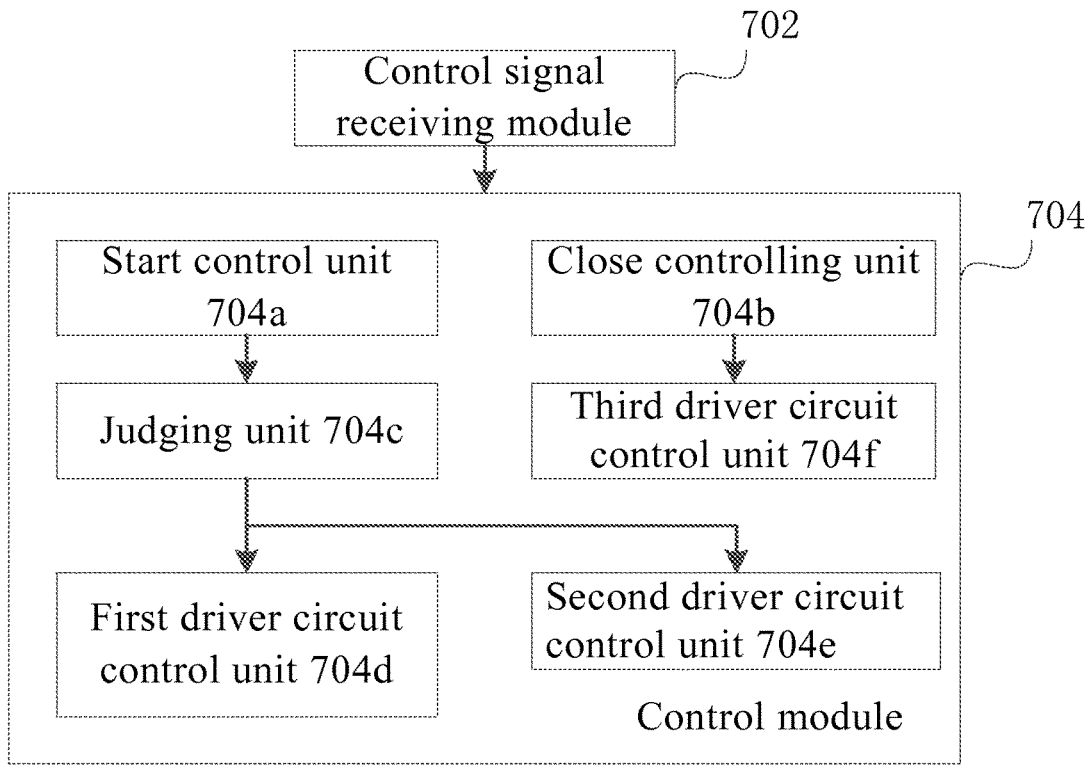 702
Control signal
receiving module
704
Start control unit
704a
Close controlling unit
704b
Judging unit 704c
Third driver circuit
control unit 704f
First driver circuit
control unit 704d
Second driver circuit
control unit 704e
Control module